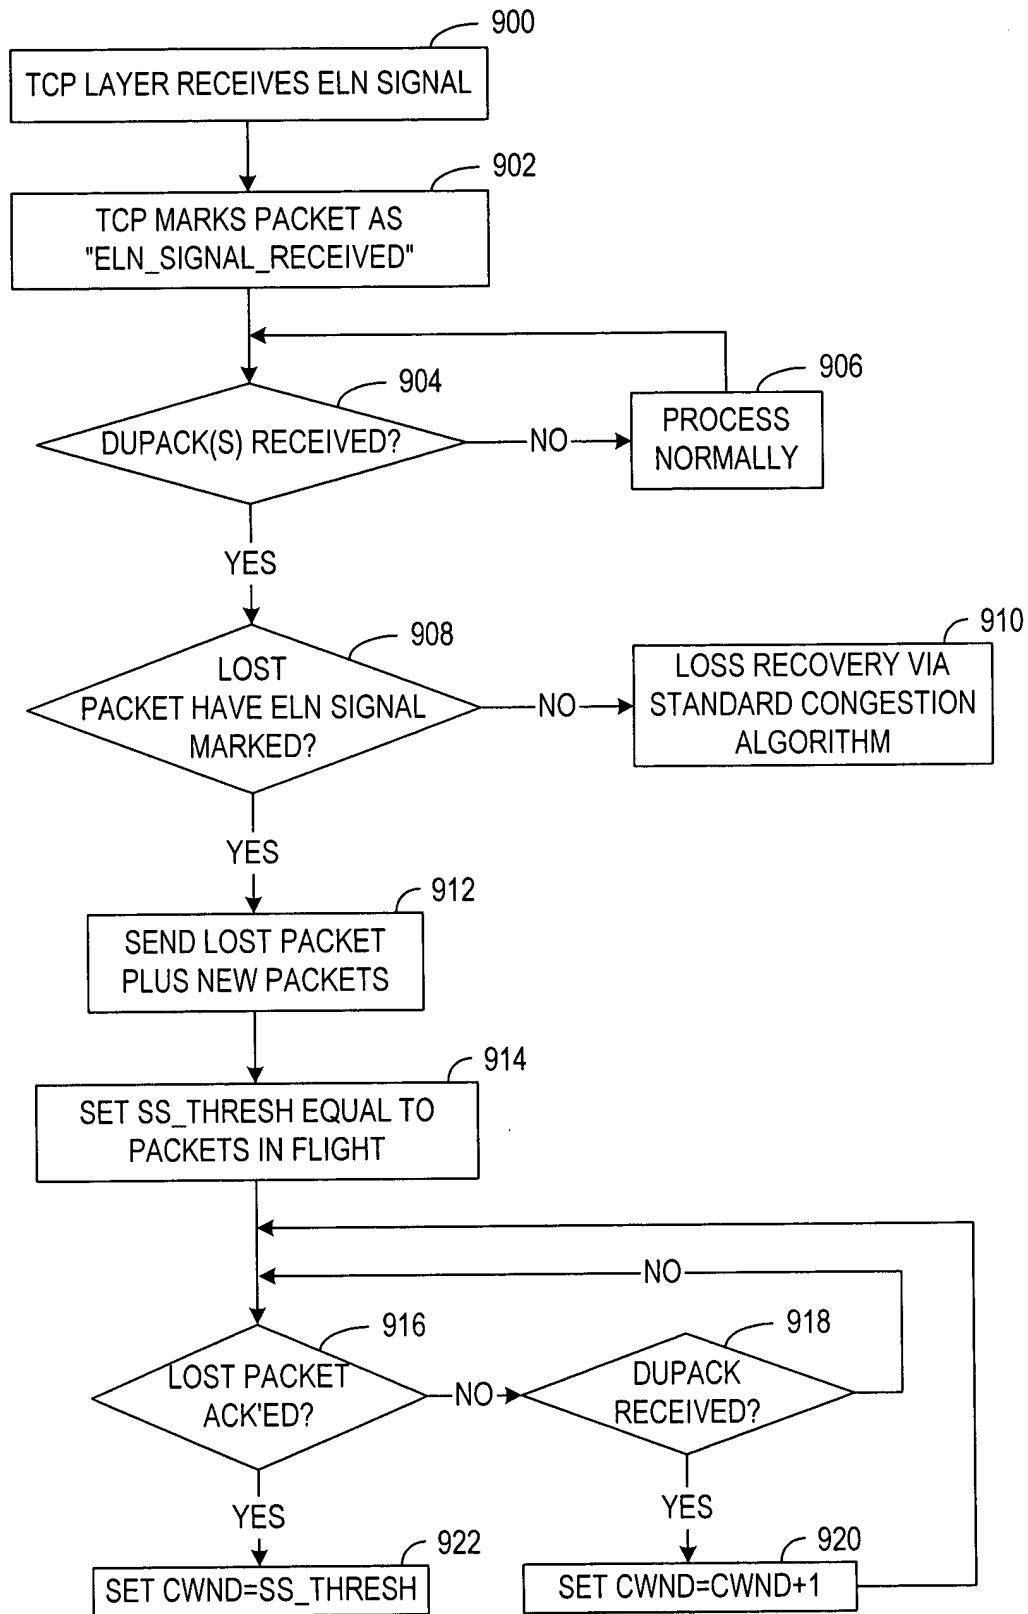 900
TCP LAYER RECEIVES ELN SIGNAL
902
TCP MARKS PACKET AS
"ELN_SIGNAL_RECEIVED"
904
DUPACK(S) RECEIVED?
NO
906
PROCESS
NORMALLY
YES
908
LOST
PACKET HAVE ELN SIGNAL
MARKED?
NO
910
LOSS RECOVERY VIA
STANDARD CONGESTION
ALGORITHM
YES
912
SEND LOST PACKET
PLUS NEW PACKETS
914
SET SS_THRESH EQUAL TO
PACKETS IN FLIGHT
NO
916
LOST PACKET
ACK'ED?
NO
918
DUPACK
RECEIVED?
YES
YES
922
SET CWND=SS_THRESH
920
SET CWND=CWND+1